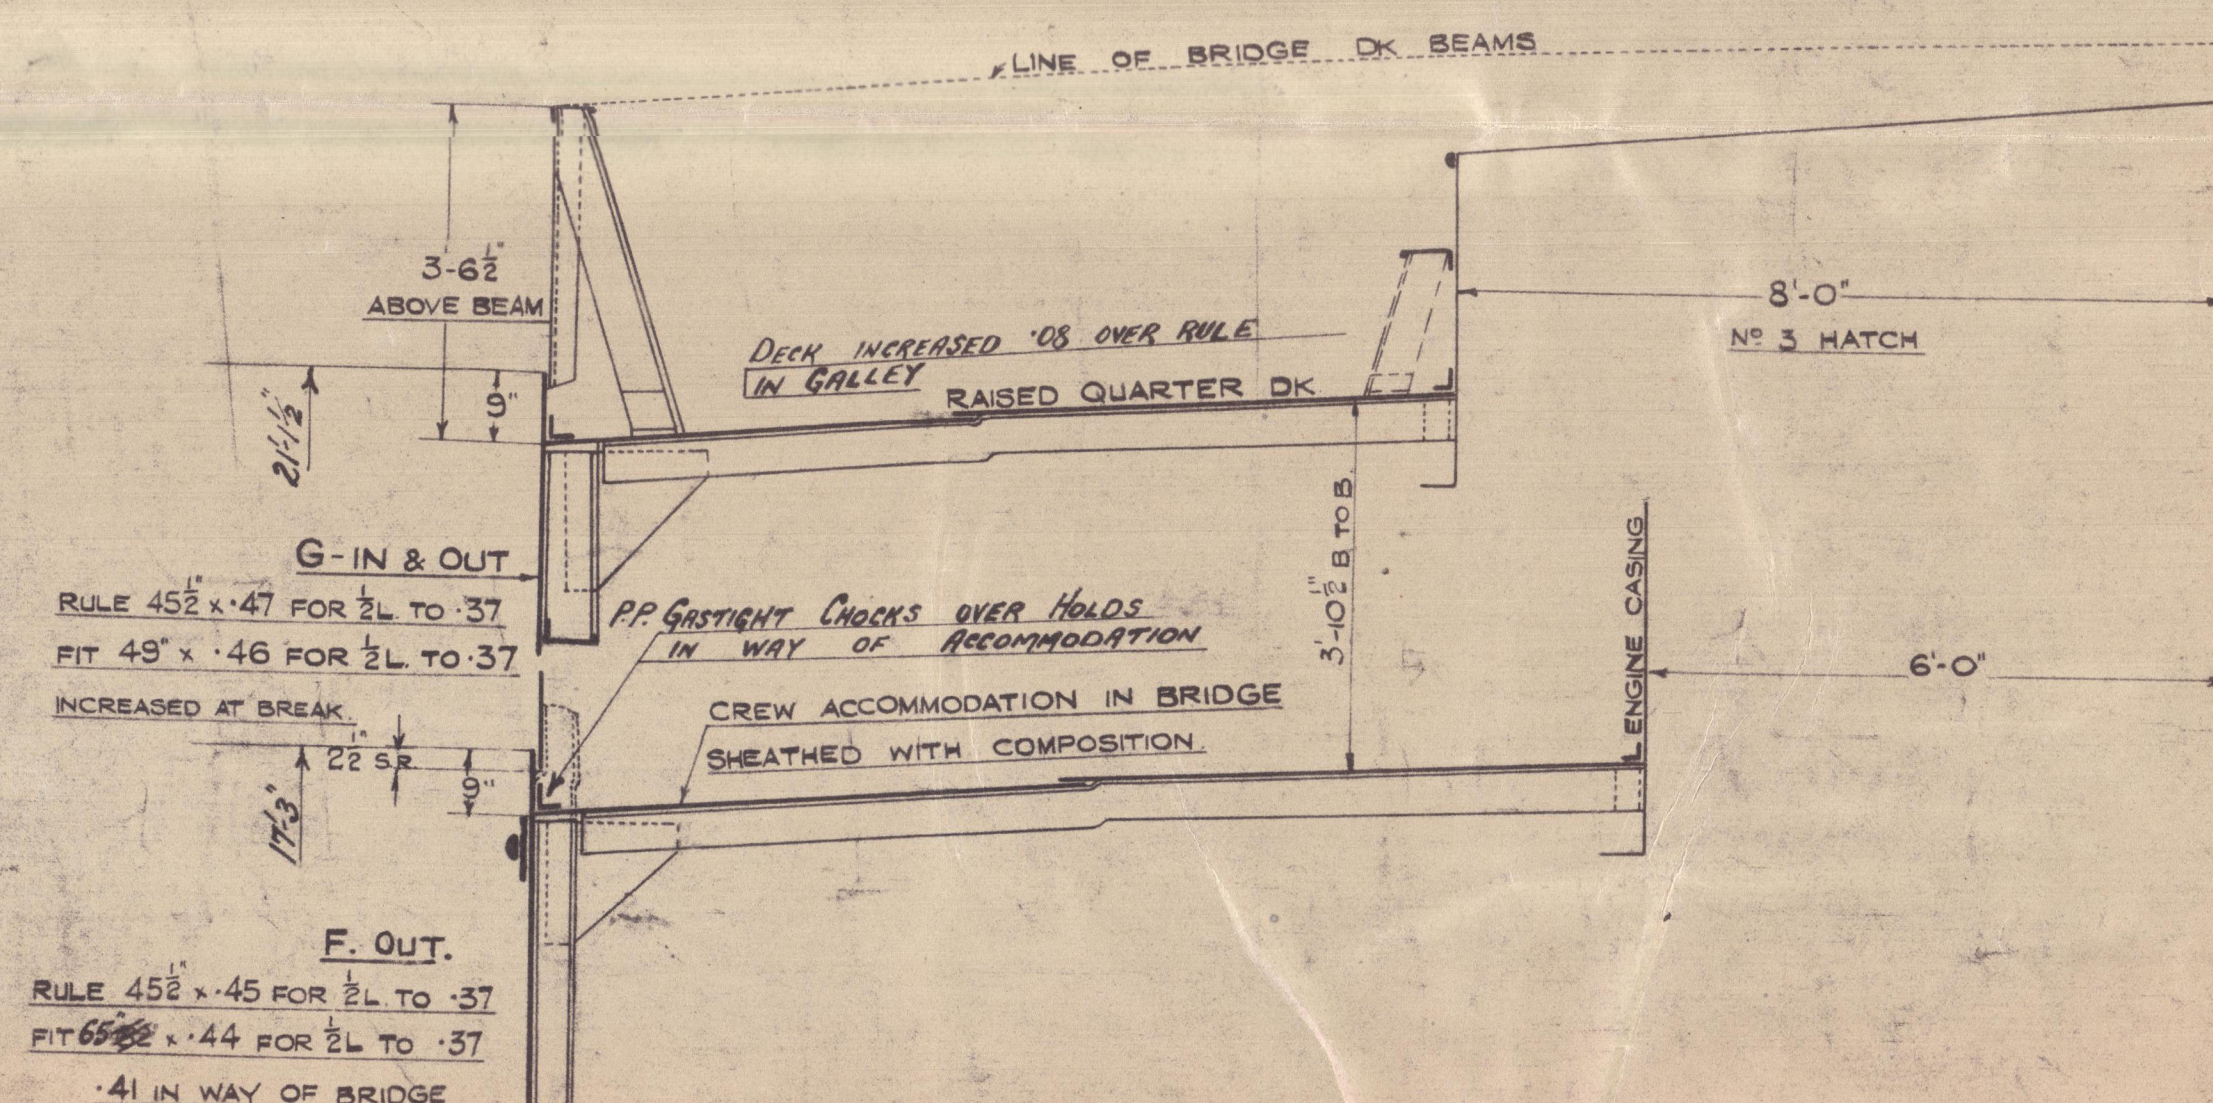 LINE OF BRIDGE DK BEAMS
3-6½"
ABOVE BEAM
8'-0"
Nº 3 HATCH
DECK INCREASED ·08 OVER RULE
IN GALLEY
RAISED QUARTER DK
9"
21'-1½"
G-IN & OUT
RULE 45½" x ·47 FOR ½L. TO ·37
FIT 49" x ·46 FOR ½L. TO ·37
INCREASED AT BREAK.
P.P. GASTIGHT CHOCKS OVER HOLDS
IN WAY OF ACCOMMODATION
3'-10½" B TO B.
ENGINE CASING
6'-0"
CREW ACCOMMODATION IN BRIDGE
SHEATHED WITH COMPOSITION.
2½" S.R.
9"
17'-3"
F. OUT.
RULE 45½" x ·45 FOR ½L. TO ·37
FIT 65" x ·44 FOR ½L TO ·37
·41 IN WAY OF BRIDGE